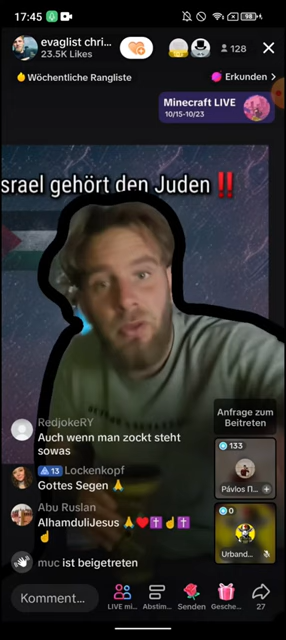 17:45
98
evaglist chri...
23.5K Likes
128
Wöchentliche Rangliste
Erkunden >
Minecraft LIVE
10/15-10/23
srael gehört den Juden ‼️
RedjokeRY
Auch wenn man zockt steht
sowas
Anfrage zum
Beitreten
13 Lockenkopf
Gottes Segen 🙏
133
Pávlos Π...
Abu Ruslan
AlhamduliJesus 🙏❤️✝️☝️✝️
☝️
0
Urband...
muc ist beigetreten
Komment...
LIVE mi...
Abstim...
Senden
Gesche...
27